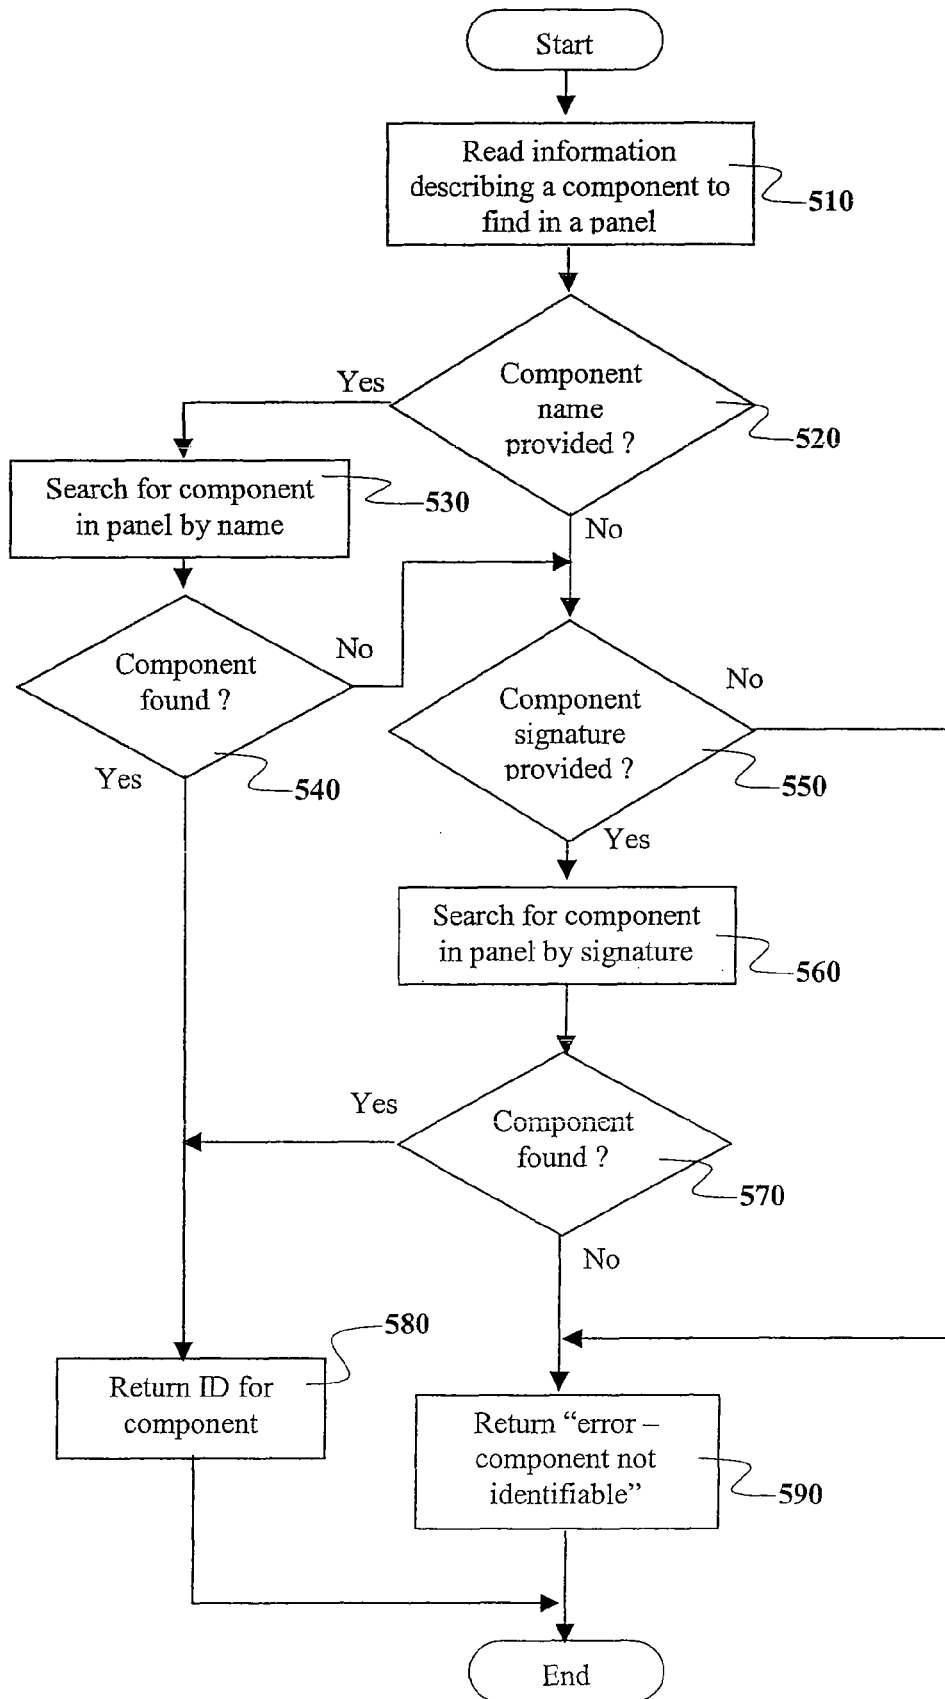 Start
Read information
describing a component to
find in a panel
510
Component
name
provided ?
520
Yes
No
Search for component
in panel by name
530
Component
found ?
540
No
Yes
Component
signature
provided ?
550
No
Yes
Search for component
in panel by signature
560
Component
found ?
570
Yes
No
580
Return ID for
component
Return “error –
component not
identifiable”
590
End